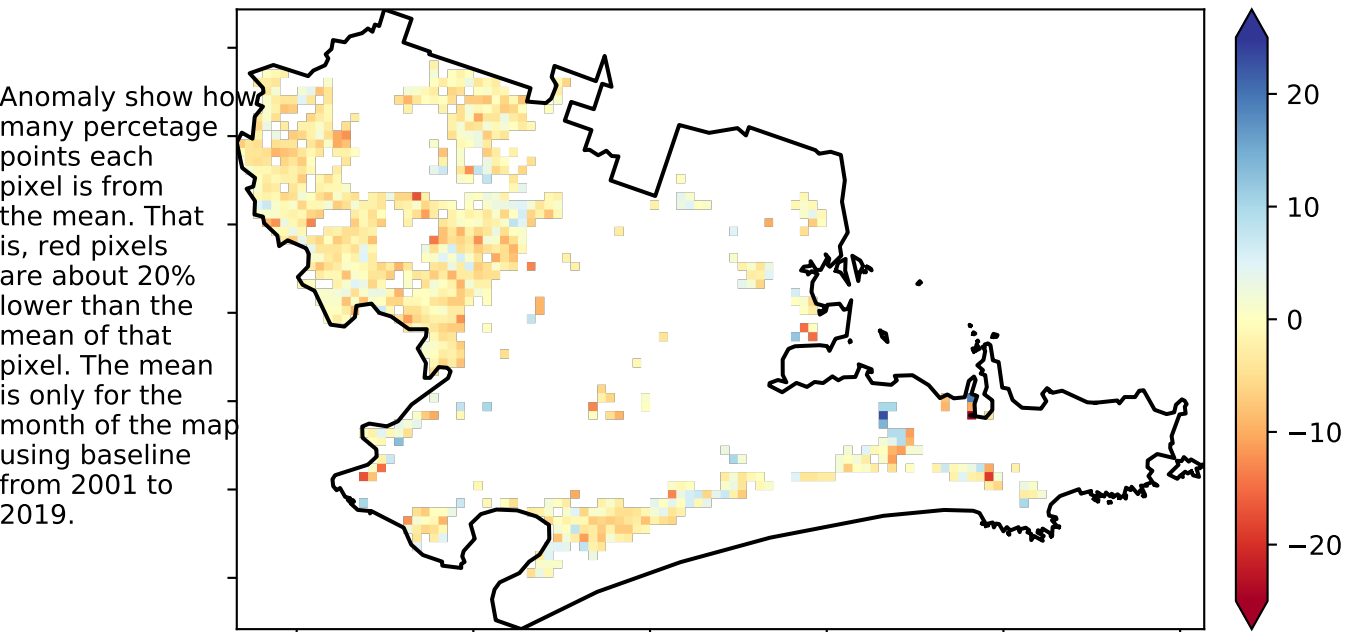 Anomaly show how
many percetage
points each
pixel is from
the mean. That
is, red pixels
are about 20%
lower than the
mean of that
pixel. The mean
is only for the
month of the map
using baseline
from 2001 to
2019.
20
10
0
−10
−20